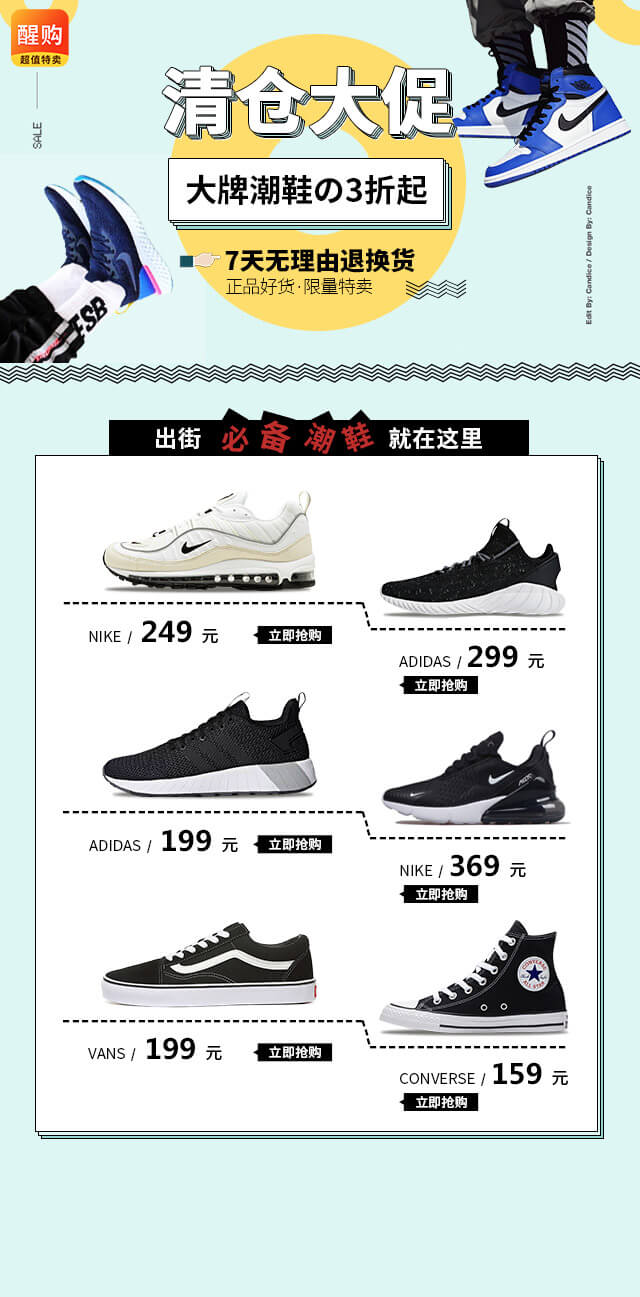 醒购
超值特卖
SALE
清仓大促
大牌潮鞋の3折起
7天无理由退换货
正品好货·限量特卖
Edit By: Candice / Design By: Candice
FSB
出街 必备潮鞋 就在这里
NIKE / 249 元 立即抢购
ADIDAS / 299 元
立即抢购
ADIDAS / 199 元 立即抢购
NIKE / 369 元
立即抢购
VANS / 199 元 立即抢购
CONVERSE
ALL STAR
CONVERSE / 159 元
立即抢购